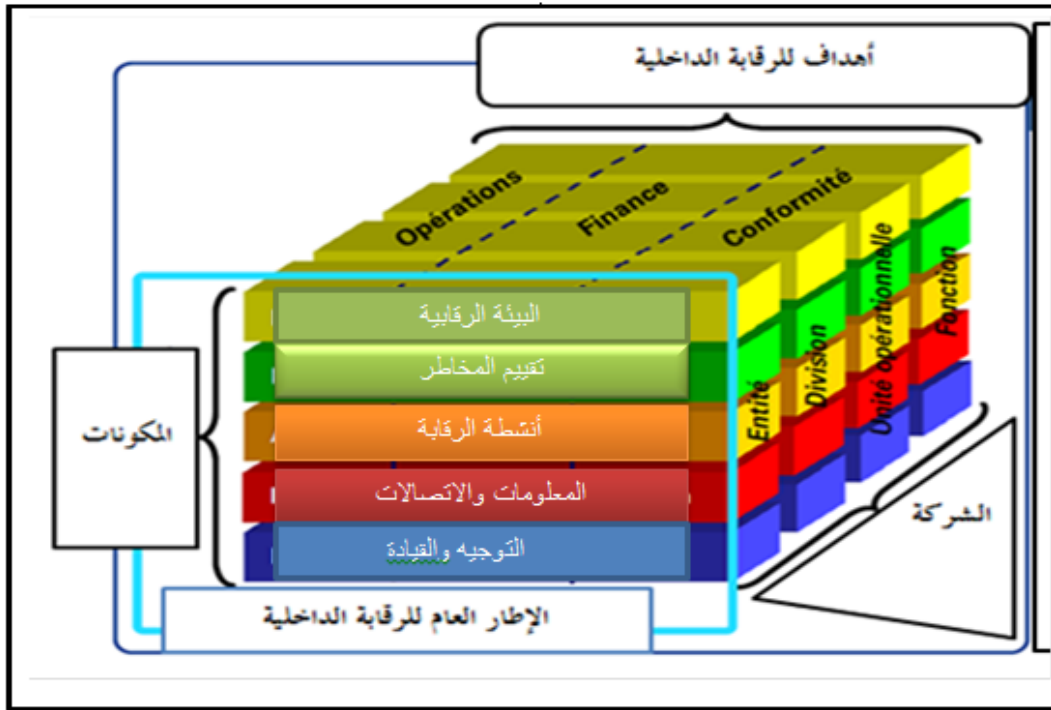 أهداف للرقابة الداخلية
Opérations
Finance
Conformité
البيئة الرقابية
تقييم المخاطر
أنشطة الرقابة
المعلومات والاتصالات
التوجيه والقيادة
المكونات
Entité
Division
Unité opérationnelle
Fonction
الشركة
الإطار العام للرقابة الداخلية